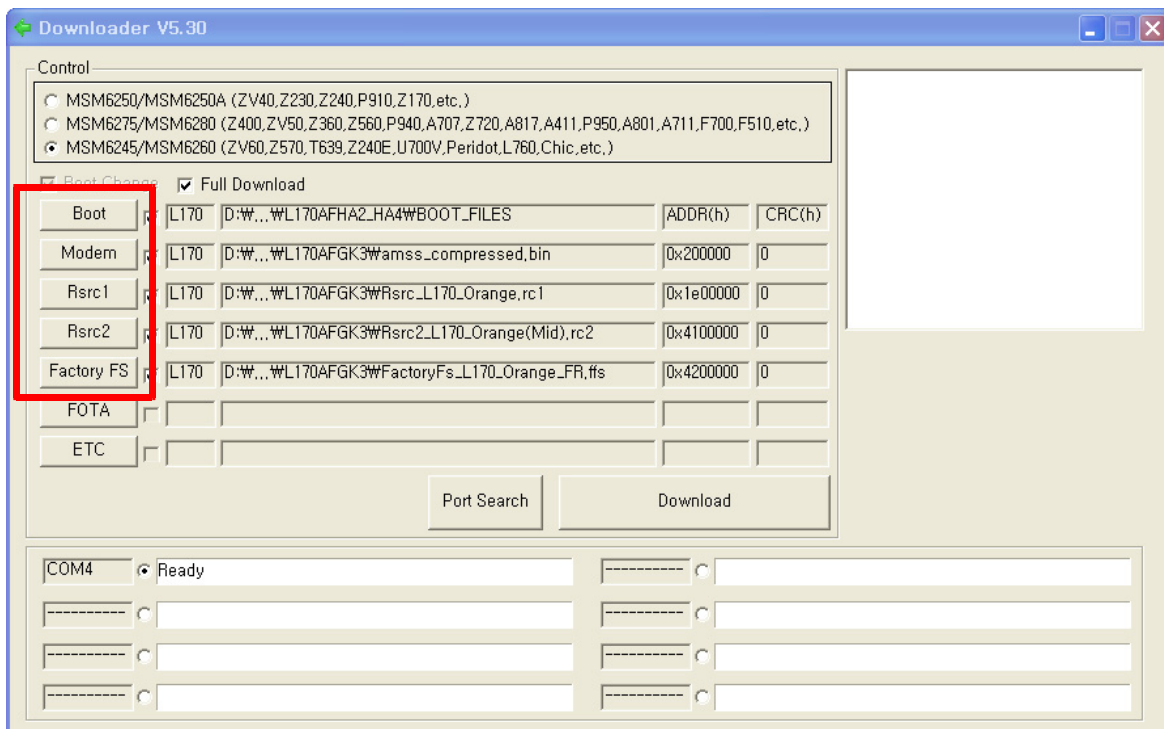 Downloader V5.30
Control
MSM6250/MSM6250A (ZV40,Z230,Z240,P910,Z170,etc,)
MSM6275/MSM6280 (Z400,ZV50,Z360,Z560,P940,A707,Z720,A817,A411,P950,A801,A711,F700,F510,etc,)
MSM6245/MSM6260 (ZV60,Z570,T639,Z240E,U700V,Peridot,L760,Chic,etc,)
Boot Change Full Download
Boot L170 D:₩,,,₩L170AFHA2_HA4₩BOOT_FILES ADDR(h) CRC(h)
Modem L170 D:₩,,,₩L170AFGK3₩amss_compressed,bin 0x200000 0
Rsrc1 L170 D:₩,,,₩L170AFGK3₩Rsrc_L170_Orange,rc1 0x1e00000 0
Rsrc2 L170 D:₩,,,₩L170AFGK3₩Rsrc2_L170_Orange(Mid),rc2 0x4100000 0
Factory FS L170 D:₩,,,₩L170AFGK3₩FactoryFs_L170_Orange_FR,ffs 0x4200000 0
FOTA
ETC
Port Search Download
COM4 Ready ----------
---------- ----------
---------- ----------
---------- ----------